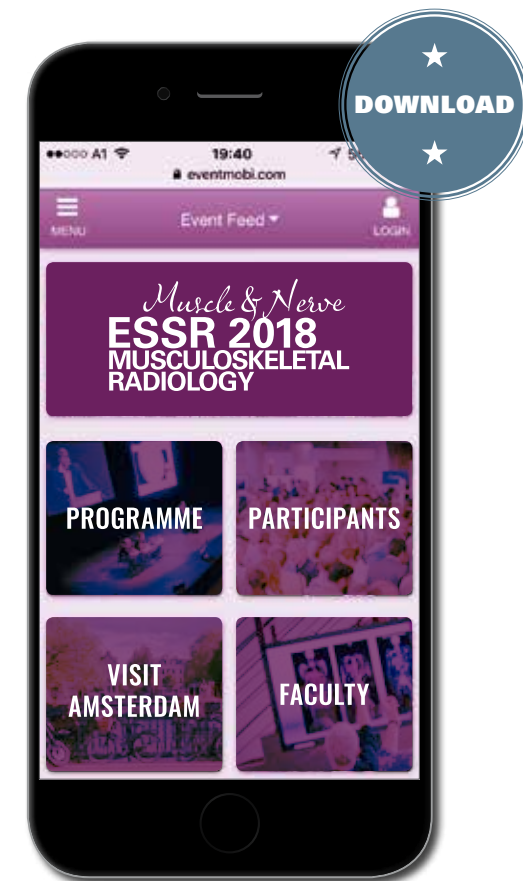 DOWNLOAD
A1 19:40
eventmobi.com
MENU
Event Feed
LOGIN
Muscle & Nerve
ESSR 2018
MUSCULOSKELETAL
RADIOLOGY
PROGRAMME
PARTICIPANTS
VISIT
AMSTERDAM
FACULTY